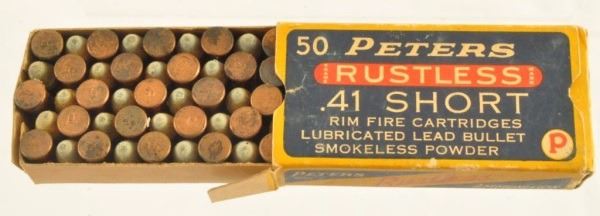 50 PETERS
RUSTLESS
.41 SHORT
RIM FIRE CARTRIDGES
LUBRICATED LEAD BULLET
SMOKELESS POWDER
P
PETERS